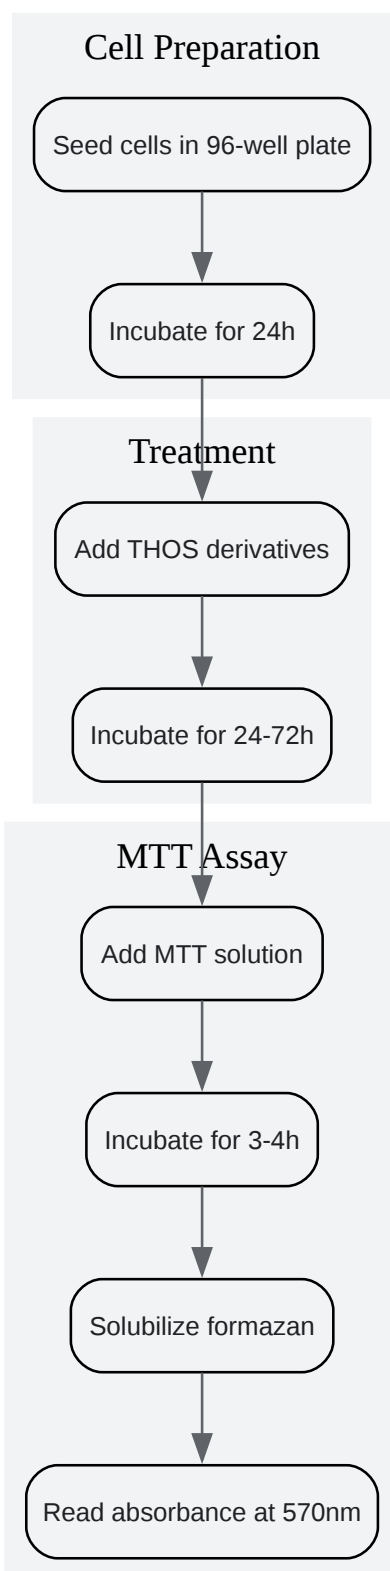 Cell Preparation
Seed cells in 96-well plate
Incubate for 24h
Treatment
Add THOS derivatives
Incubate for 24-72h
MTT Assay
Add MTT solution
Incubate for 3-4h
Solubilize formazan
Read absorbance at 570nm